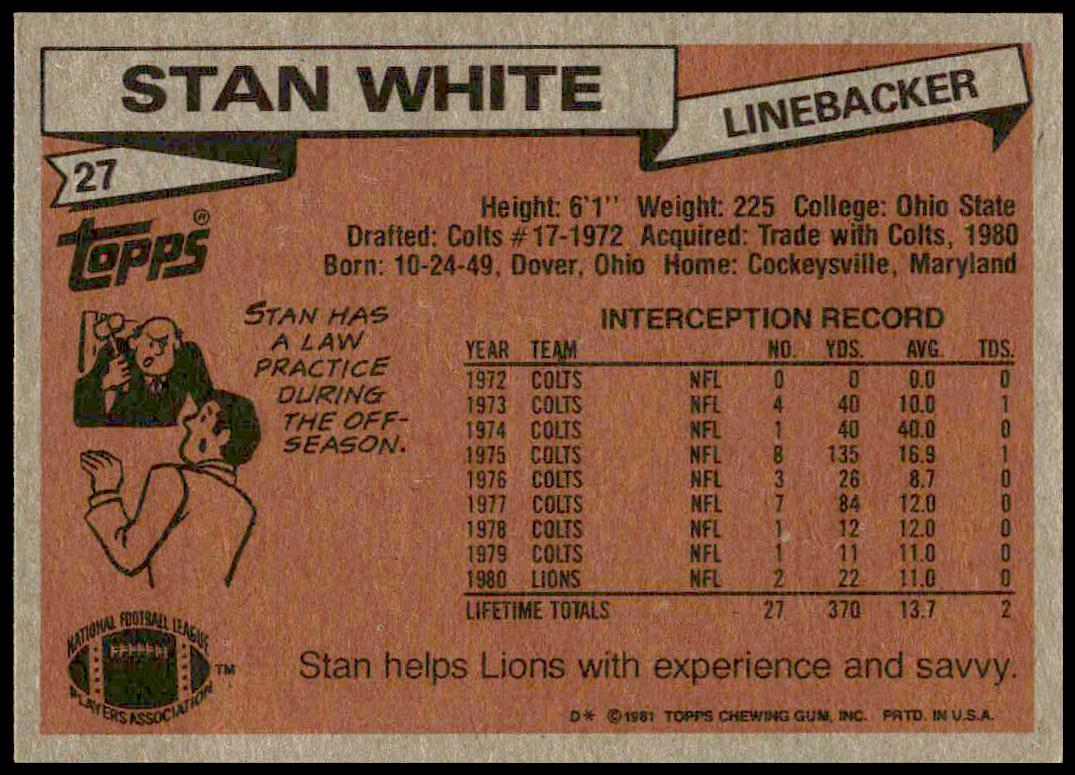 STAN WHITE
LINEBACKER
27
TOPPS®
Height: 6'1'' Weight: 225 College: Ohio State
Drafted: Colts #17-1972 Acquired: Trade with Colts, 1980
Born: 10-24-49, Dover, Ohio Home: Cockeysville, Maryland
STAN HAS
A LAW
PRACTICE
DURING
THE OFF-
SEASON.
INTERCEPTION RECORD
YEAR TEAM NO. YDS. AVG. TDS.
1972 COLTS NFL 0 0 0.0 0
1973 COLTS NFL 4 40 10.0 1
1974 COLTS NFL 1 40 40.0 0
1975 COLTS NFL 8 135 16.9 1
1976 COLTS NFL 3 26 8.7 0
1977 COLTS NFL 7 84 12.0 0
1978 COLTS NFL 1 12 12.0 0
1979 COLTS NFL 1 11 11.0 0
1980 LIONS NFL 2 22 11.0 0
LIFETIME TOTALS 27 370 13.7 2
NATIONAL FOOTBALL LEAGUE
PLAYERS ASSOCIATION
TM
Stan helps Lions with experience and savvy.
D* ©1981 TOPPS CHEWING GUM, INC. PRTD. IN U.S.A.